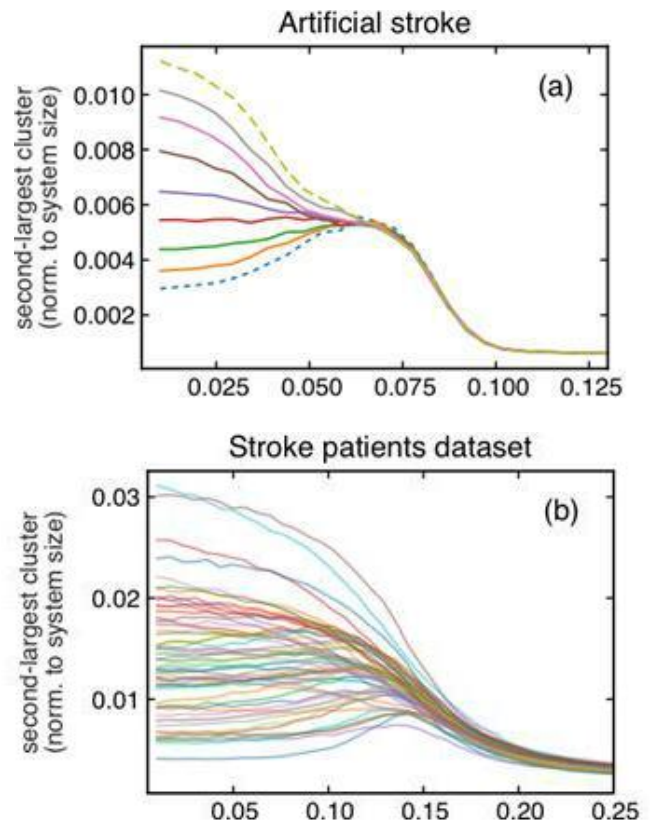 Artificial stroke
(a)
second-largest cluster
(norm. to system size)
0.010
0.008
0.006
0.004
0.002
0.025 0.050 0.075 0.100 0.125
Stroke patients dataset
(b)
second-largest cluster
(norm. to system size)
0.03
0.02
0.01
0.05 0.10 0.15 0.20 0.25